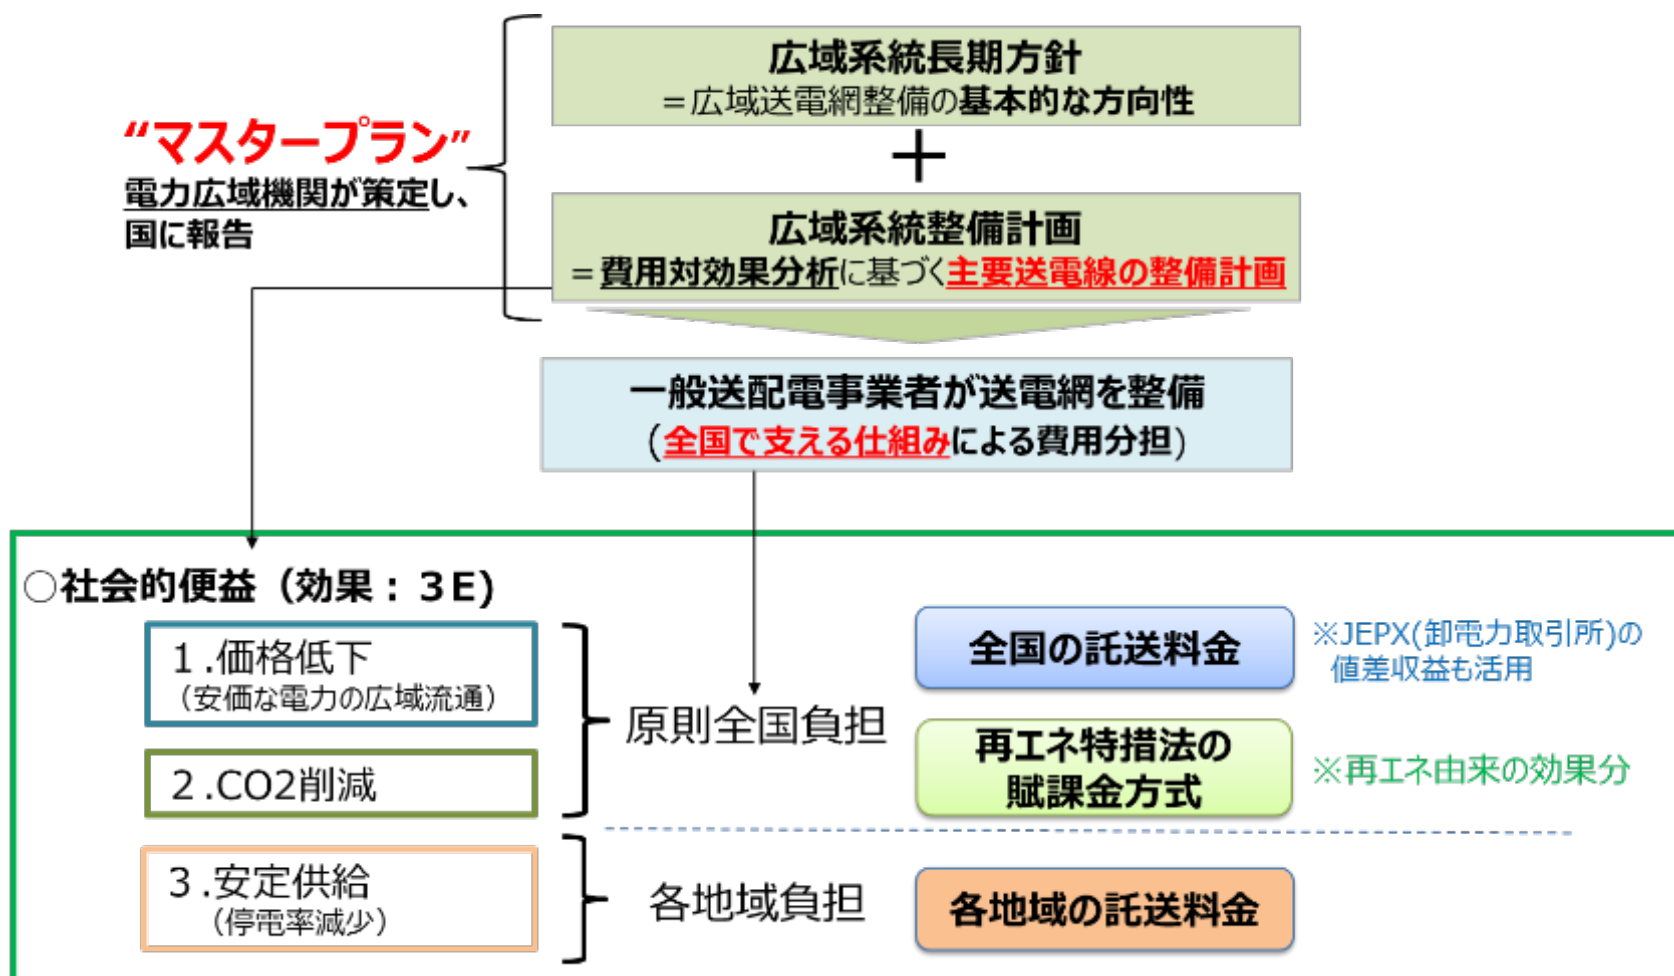 広域系統長期方針
=広域送電網整備の基本的な方向性
“マスタープラン”
電力広域機関が策定し、
国に報告
+
広域系統整備計画
=費用対効果分析に基づく主要送電線の整備計画
一般送配電事業者が送電網を整備
(全国で支える仕組みによる費用分担)
○社会的便益(効果:3E)
1.価格低下
(安価な電力の広域流通)
2.CO2削減
原則全国負担
全国の託送料金
※JEPX(卸電力取引所)の
値差収益も活用
再エネ特措法の
賦課金方式
※再エネ由来の効果分
3.安定供給
(停電率減少)
各地域負担
各地域の託送料金